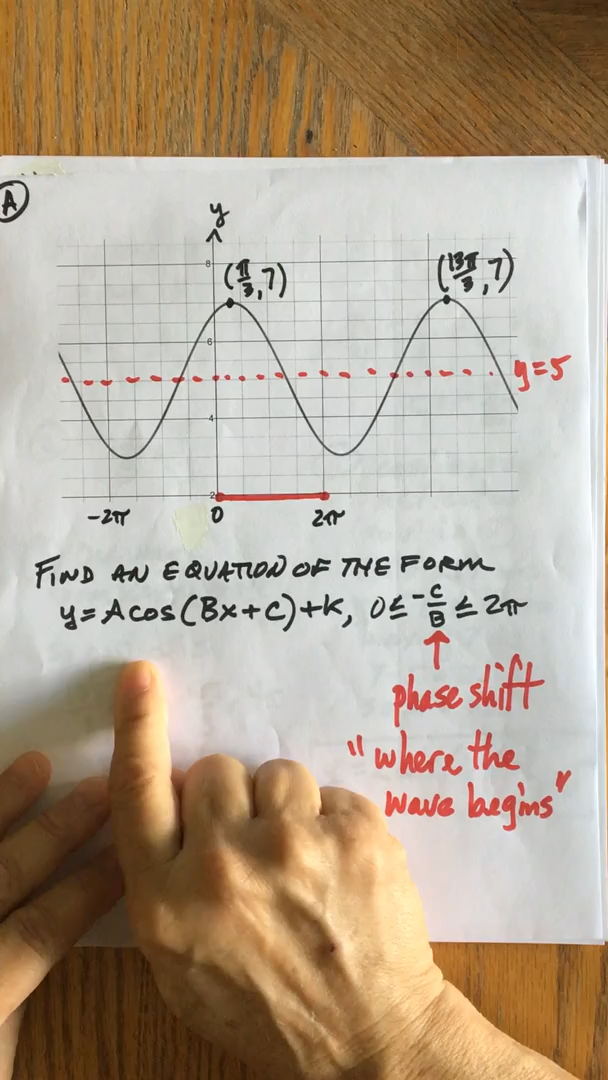 A
y
8
(π/3, 7)
(13π/3, 7)
6
y=5
4
2
-2π
0
2π
FIND AN EQUATION OF THE FORM
y=Acos(Bx+C)+K, 0≤-C/B≤2π
↑
phase shift
"where the
wave begins"